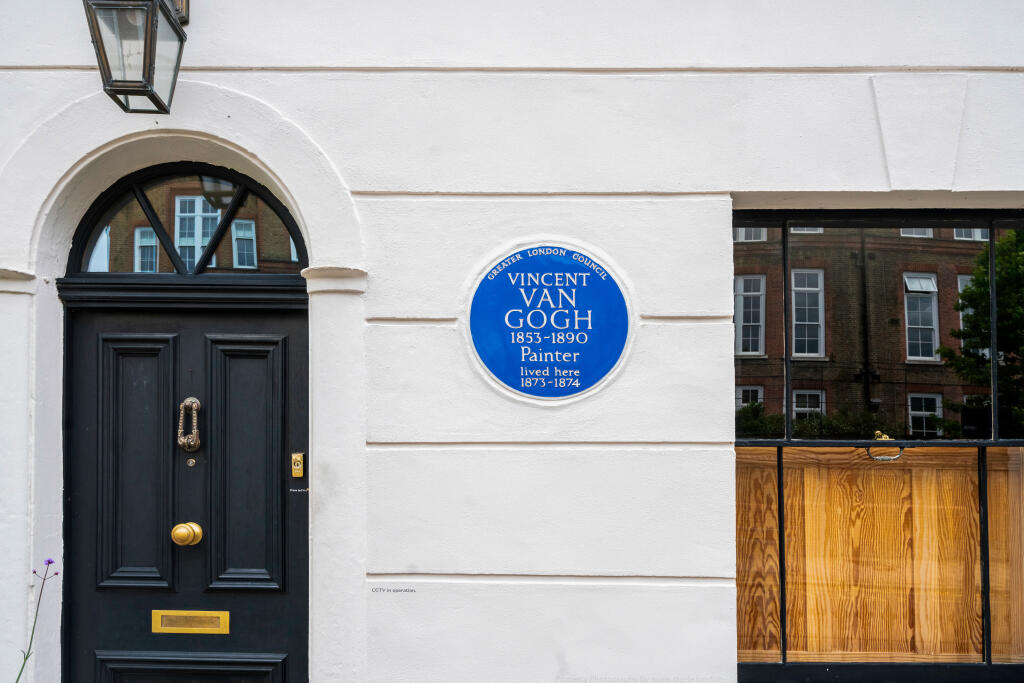 GREATER LONDON COUNCIL
VINCENT
VAN
GOGH
1853-1890
Painter
lived here
1873-1874
CCTV in operation.